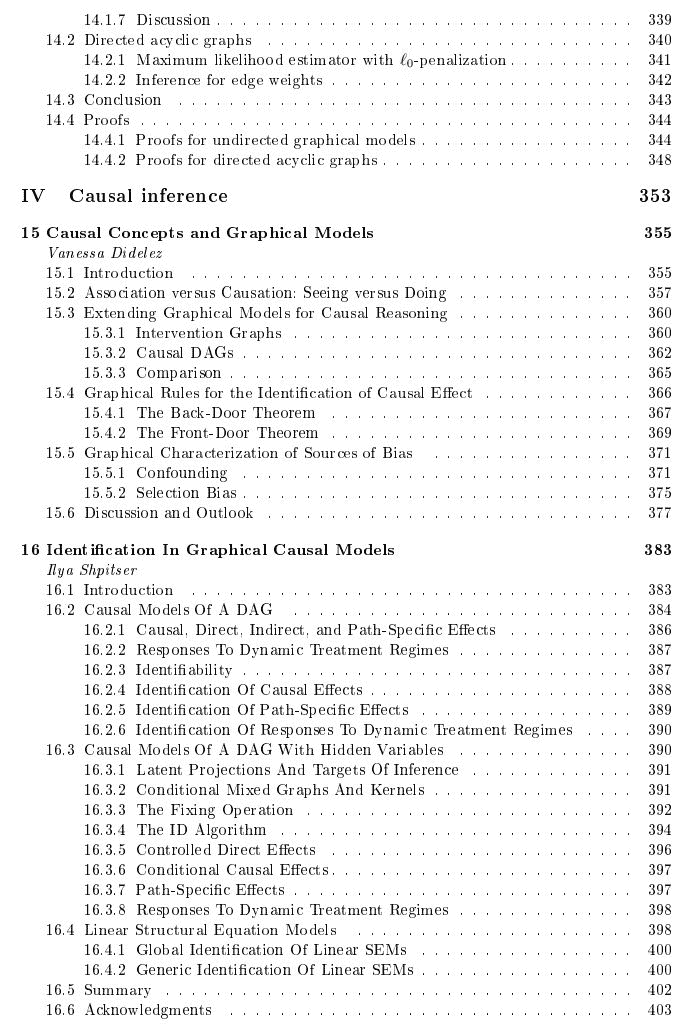 14.1.7 Discussion . . . . . . . . . . . . . . . . . . . . . . . . . . . . . . . . 339
14.2 Directed acyclic graphs . . . . . . . . . . . . . . . . . . . . . . . . . . . . 340
14.2.1 Maximum likelihood estimator with ℓ0-penalization . . . . . . . . . . 341
14.2.2 Inference for edge weights . . . . . . . . . . . . . . . . . . . . . . . . 342
14.3 Conclusion . . . . . . . . . . . . . . . . . . . . . . . . . . . . . . . . . . . 343
14.4 Proofs . . . . . . . . . . . . . . . . . . . . . . . . . . . . . . . . . . . . . . 344
14.4.1 Proofs for undirected graphical models . . . . . . . . . . . . . . . . . 344
14.4.2 Proofs for directed acyclic graphs . . . . . . . . . . . . . . . . . . . . 348
IV Causal inference 353
15 Causal Concepts and Graphical Models 355
Vanessa Didelez
15.1 Introduction . . . . . . . . . . . . . . . . . . . . . . . . . . . . . . . . . . 355
15.2 Association versus Causation: Seeing versus Doing . . . . . . . . . . . . . . 357
15.3 Extending Graphical Models for Causal Reasoning . . . . . . . . . . . . . . 360
15.3.1 Intervention Graphs . . . . . . . . . . . . . . . . . . . . . . . . . . . 360
15.3.2 Causal DAGs . . . . . . . . . . . . . . . . . . . . . . . . . . . . . . . 362
15.3.3 Comparison . . . . . . . . . . . . . . . . . . . . . . . . . . . . . . . . 365
15.4 Graphical Rules for the Identification of Causal Effect . . . . . . . . . . . . 366
15.4.1 The Back-Door Theorem . . . . . . . . . . . . . . . . . . . . . . . . 367
15.4.2 The Front-Door Theorem . . . . . . . . . . . . . . . . . . . . . . . . 369
15.5 Graphical Characterization of Sources of Bias . . . . . . . . . . . . . . . . 371
15.5.1 Confounding . . . . . . . . . . . . . . . . . . . . . . . . . . . . . . . 371
15.5.2 Selection Bias . . . . . . . . . . . . . . . . . . . . . . . . . . . . . . . 375
15.6 Discussion and Outlook . . . . . . . . . . . . . . . . . . . . . . . . . . . . 377
16 Identification In Graphical Causal Models 383
Ilya Shpitser
16.1 Introduction . . . . . . . . . . . . . . . . . . . . . . . . . . . . . . . . . . 383
16.2 Causal Models Of A DAG . . . . . . . . . . . . . . . . . . . . . . . . . . . 384
16.2.1 Causal, Direct, Indirect, and Path-Specific Effects . . . . . . . . . . 386
16.2.2 Responses To Dynamic Treatment Regimes . . . . . . . . . . . . . . 387
16.2.3 Identifiability . . . . . . . . . . . . . . . . . . . . . . . . . . . . . . . 387
16.2.4 Identification Of Causal Effects . . . . . . . . . . . . . . . . . . . . . 388
16.2.5 Identification Of Path-Specific Effects . . . . . . . . . . . . . . . . . 389
16.2.6 Identification Of Responses To Dynamic Treatment Regimes . . . . 390
16.3 Causal Models Of A DAG With Hidden Variables . . . . . . . . . . . . . . 390
16.3.1 Latent Projections And Targets Of Inference . . . . . . . . . . . . . 391
16.3.2 Conditional Mixed Graphs And Kernels . . . . . . . . . . . . . . . . 391
16.3.3 The Fixing Operation . . . . . . . . . . . . . . . . . . . . . . . . . . 392
16.3.4 The ID Algorithm . . . . . . . . . . . . . . . . . . . . . . . . . . . . 394
16.3.5 Controlled Direct Effects . . . . . . . . . . . . . . . . . . . . . . . . 396
16.3.6 Conditional Causal Effects . . . . . . . . . . . . . . . . . . . . . . . . 397
16.3.7 Path-Specific Effects . . . . . . . . . . . . . . . . . . . . . . . . . . . 397
16.3.8 Responses To Dynamic Treatment Regimes . . . . . . . . . . . . . . 398
16.4 Linear Structural Equation Models . . . . . . . . . . . . . . . . . . . . . . 398
16.4.1 Global Identification Of Linear SEMs . . . . . . . . . . . . . . . . . 400
16.4.2 Generic Identification Of Linear SEMs . . . . . . . . . . . . . . . . . 400
16.5 Summary . . . . . . . . . . . . . . . . . . . . . . . . . . . . . . . . . . . . 402
16.6 Acknowledgments . . . . . . . . . . . . . . . . . . . . . . . . . . . . . . . 403